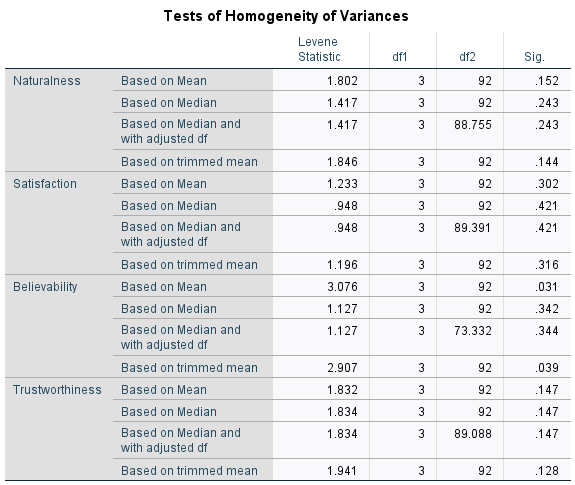 Tests of Homogeneity of Variances
Levene Statistic df1 df2 Sig.
Naturalness Based on Mean 1.802 3 92 .152
Based on Median 1.417 3 92 .243
Based on Median and with adjusted df 1.417 3 88.755 .243
Based on trimmed mean 1.846 3 92 .144
Satisfaction Based on Mean 1.233 3 92 .302
Based on Median .948 3 92 .421
Based on Median and with adjusted df .948 3 89.391 .421
Based on trimmed mean 1.196 3 92 .316
Believability Based on Mean 3.076 3 92 .031
Based on Median 1.127 3 92 .342
Based on Median and with adjusted df 1.127 3 73.332 .344
Based on trimmed mean 2.907 3 92 .039
Trustworthiness Based on Mean 1.832 3 92 .147
Based on Median 1.834 3 92 .147
Based on Median and with adjusted df 1.834 3 89.088 .147
Based on trimmed mean 1.941 3 92 .128